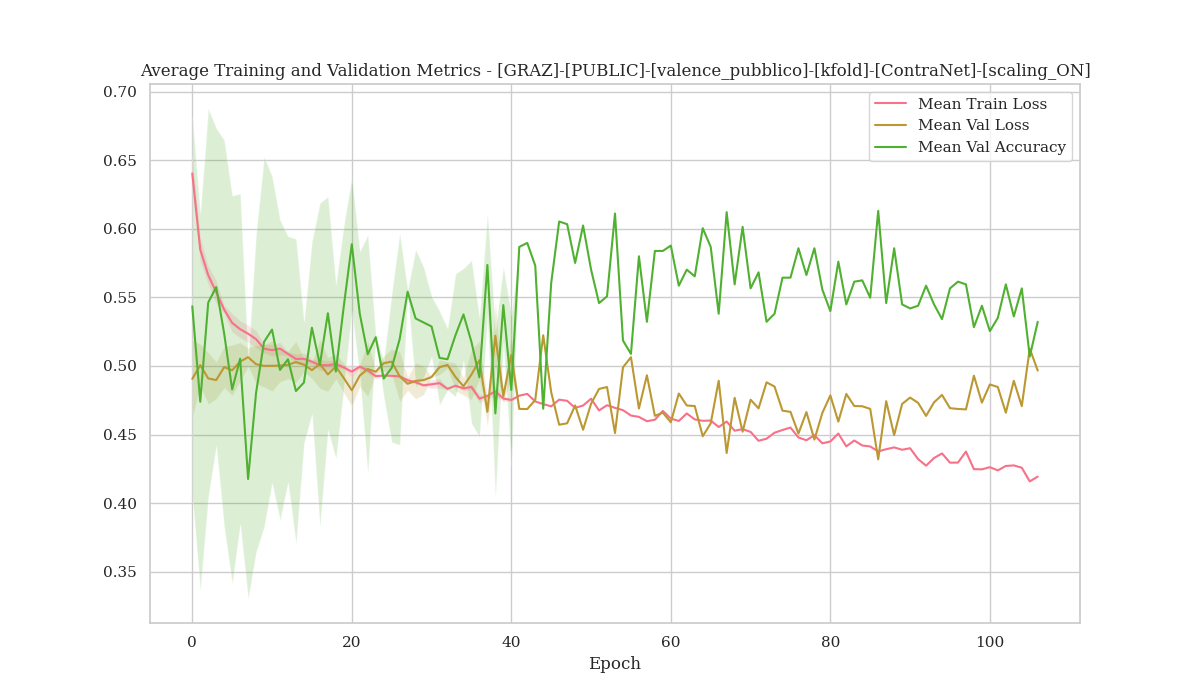 Average Training and Validation Metrics - [GRAZ]-[PUBLIC]-[valence_pubblico]-[kfold]-[ContraNet]-[scaling_ON]
Mean Train Loss
Mean Val Loss
Mean Val Accuracy
0.70
0.65
0.60
0.55
0.50
0.45
0.40
0.35
0 20 40 60 80 100
Epoch